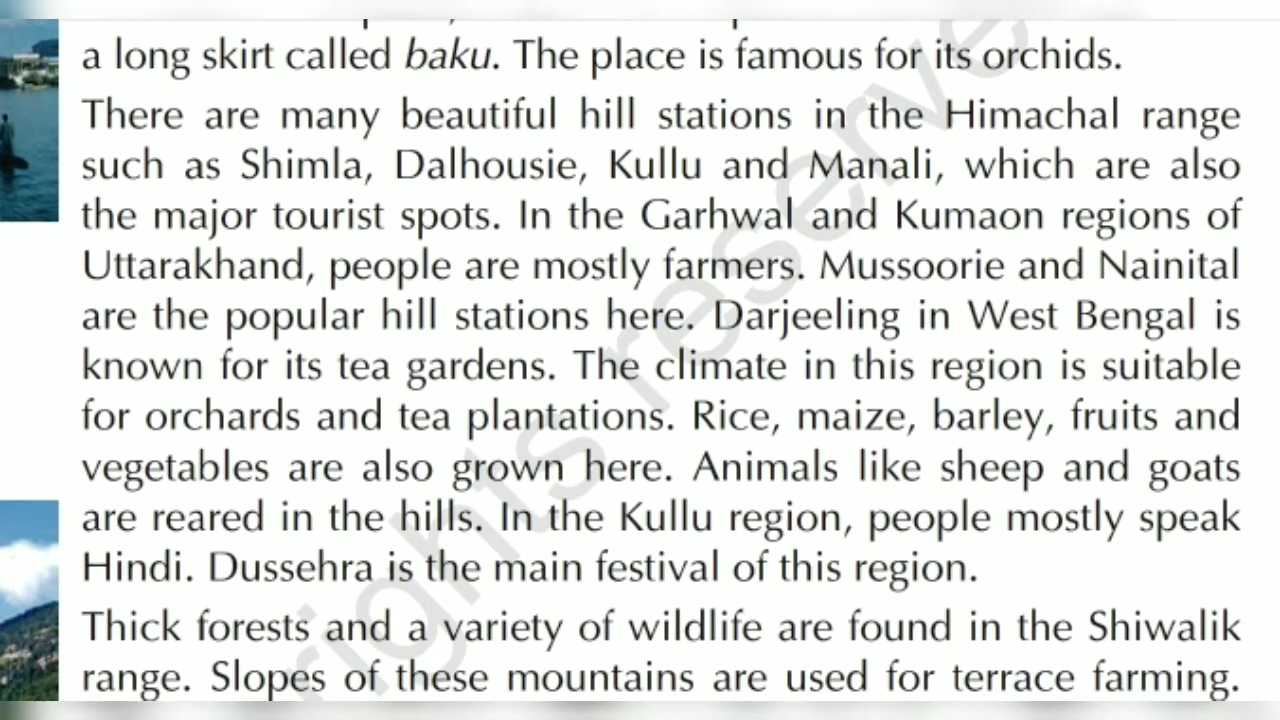 a long skirt called baku. The place is famous for its orchids.
There are many beautiful hill stations in the Himachal range
such as Shimla, Dalhousie, Kullu and Manali, which are also
the major tourist spots. In the Garhwal and Kumaon regions of
Uttarakhand, people are mostly farmers. Mussoorie and Nainital
are the popular hill stations here. Darjeeling in West Bengal is
known for its tea gardens. The climate in this region is suitable
for orchards and tea plantations. Rice, maize, barley, fruits and
vegetables are also grown here. Animals like sheep and goats
are reared in the hills. In the Kullu region, people mostly speak
Hindi. Dussehra is the main festival of this region.
Thick forests and a variety of wildlife are found in the Shiwalik
range. Slopes of these mountains are used for terrace farming.
rights reserve